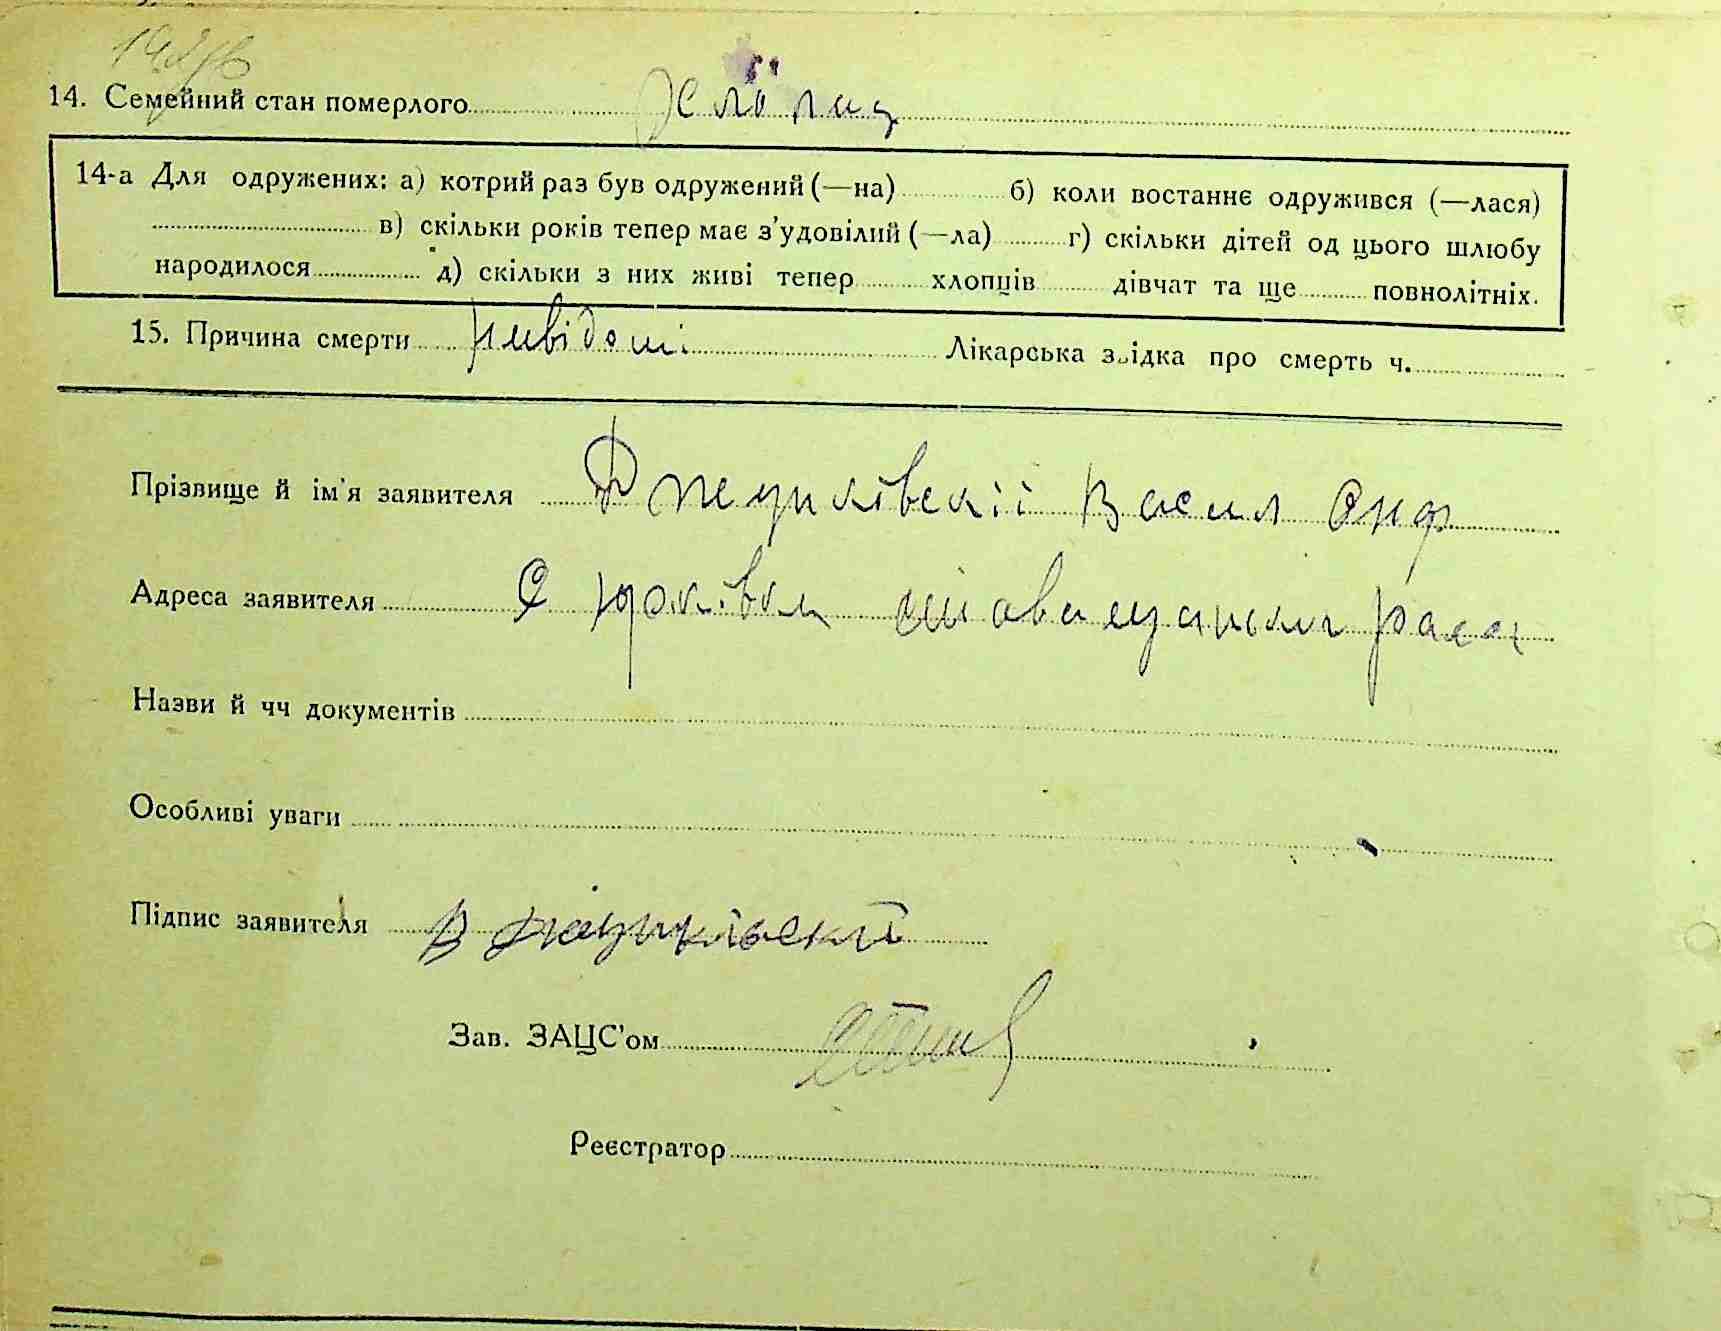 14. Семейний стан померлого
14-а Для одружених: а) котрий раз був одружений (—на) б) коли востаннє одружився (—лася)
в) скільки років тепер має з'удовілий (—ла) г) скільки дітей од цього шлюбу
народилося д) скільки з них живі тепер хлопців дівчат та ще повнолітніх.
15. Причина смерти невідомі Лікарська звідка про смерть ч.
Прізвище й ім'я заявителя Васил
Адреса заявителя
Назви й чч документів
Особливі уваги
Підпис заявителя В
Зав. ЗАЦС'ом
Реєстратор